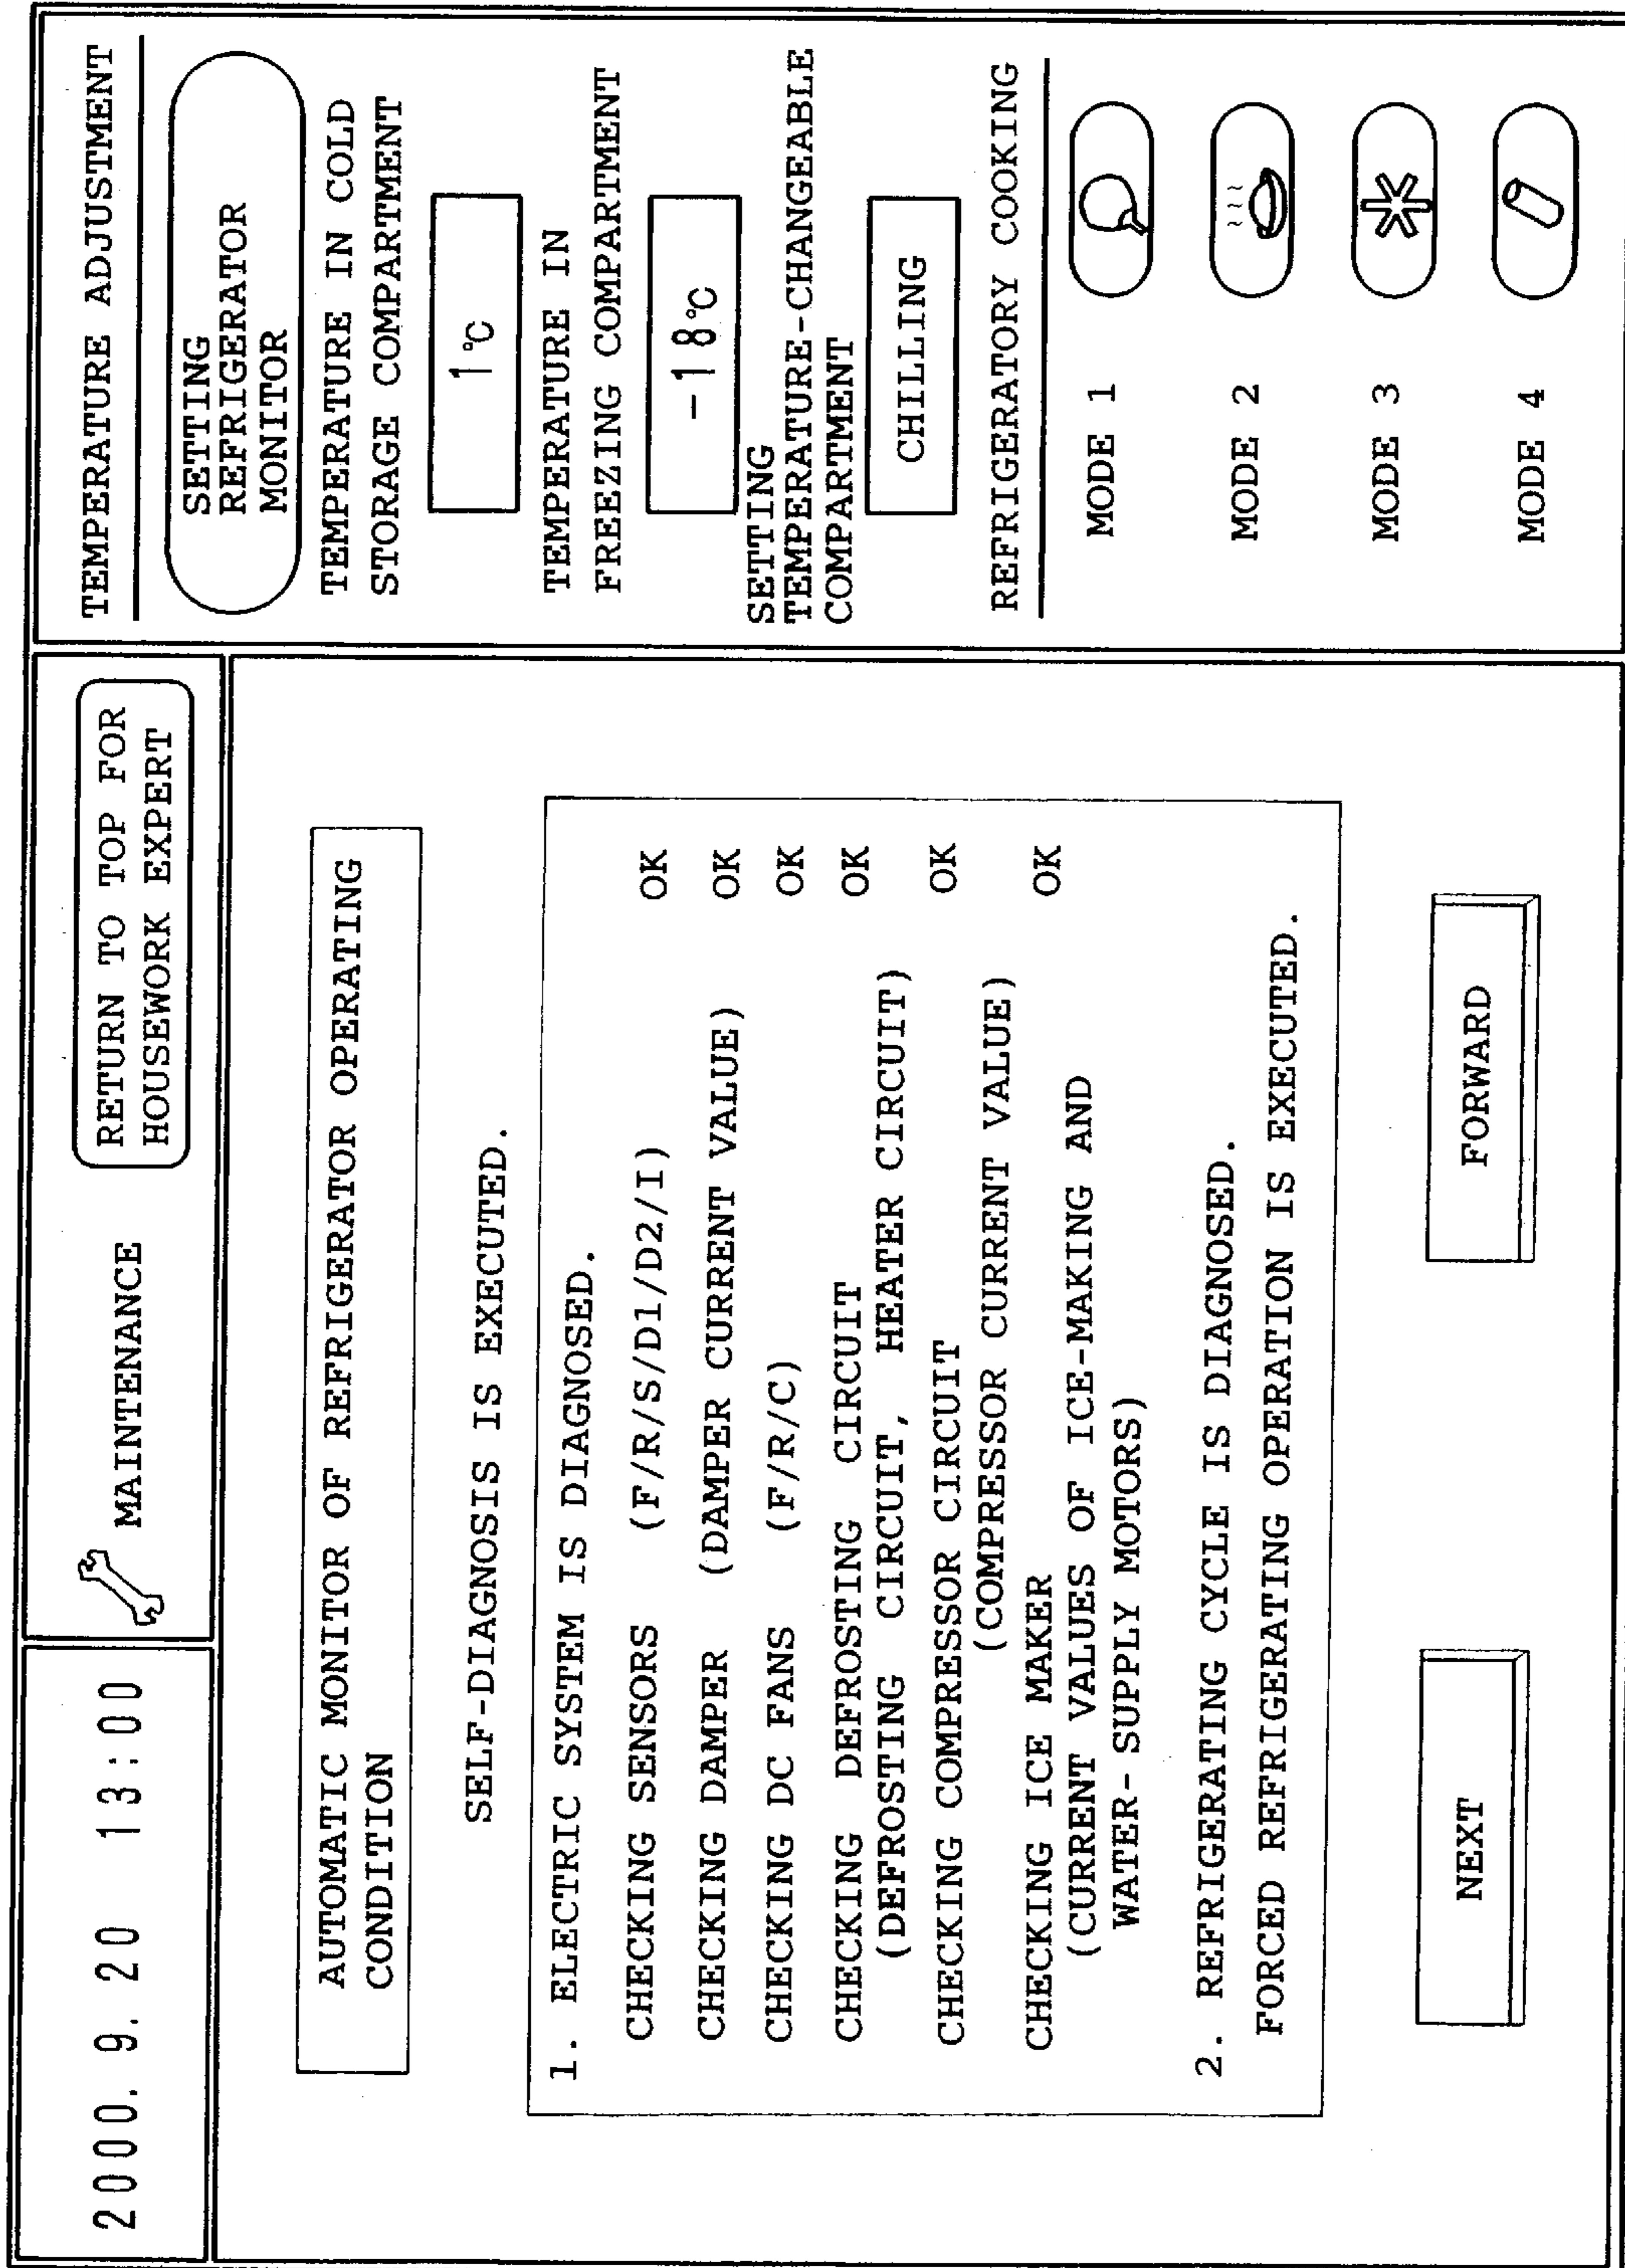 2000. 9. 20  13:00
MAINTENANCE
RETURN TO TOP FOR
HOUSEWORK EXPERT
AUTOMATIC MONITOR OF REFRIGERATOR OPERATING
CONDITION
SELF-DIAGNOSIS IS EXECUTED.
1. ELECTRIC SYSTEM IS DIAGNOSED.
CHECKING SENSORS (F/R/S/D1/D2/I) OK
CHECKING DAMPER (DAMPER CURRENT VALUE) OK
CHECKING DC FANS (F/R/C) OK
CHECKING DEFROSTING CIRCUIT OK
(DEFROSTING CIRCUIT, HEATER CIRCUIT)
CHECKING COMPRESSOR CIRCUIT OK
(COMPRESSOR CURRENT VALUE)
CHECKING ICE MAKER OK
(CURRENT VALUES OF ICE-MAKING AND
WATER-SUPPLY MOTORS)
2. REFRIGERATING CYCLE IS DIAGNOSED.
FORCED REFRIGERATING OPERATION IS EXECUTED.
NEXT
FORWARD
TEMPERATURE ADJUSTMENT
SETTING
REFRIGERATOR
MONITOR
TEMPERATURE IN COLD
STORAGE COMPARTMENT
1℃
TEMPERATURE IN
FREEZING COMPARTMENT
-18℃
SETTING
TEMPERATURE-CHANGEABLE
COMPARTMENT
CHILLING
REFRIGERATORY COOKING
MODE 1
MODE 2
MODE 3
MODE 4